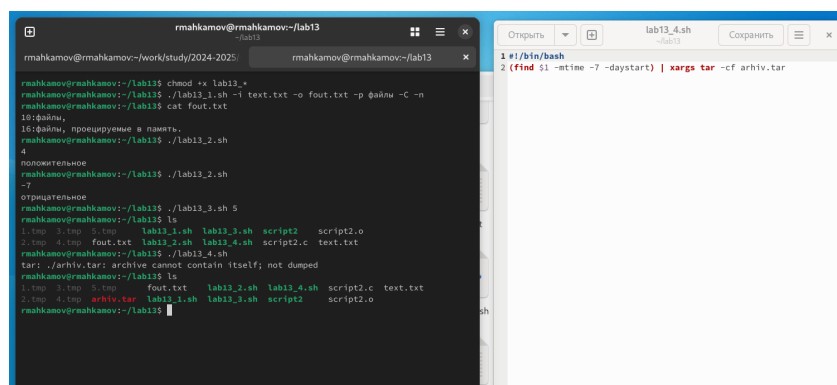 rmahkamov@rmahkamov:~/lab13
~/lab13
rmahkamov@rmahkamov:~/work/study/2024-2025/
rmahkamov@rmahkamov:~/lab13
rmahkamov@rmahkamov:~/lab13$ chmod +x lab13_*
rmahkamov@rmahkamov:~/lab13$ ./lab13_1.sh -i text.txt -o fout.txt -p файлы -C -n
rmahkamov@rmahkamov:~/lab13$ cat fout.txt
10:файлы,
16:файлы, проецируемые в память.
rmahkamov@rmahkamov:~/lab13$ ./lab13_2.sh
4
положительное
rmahkamov@rmahkamov:~/lab13$ ./lab13_2.sh
-7
отрицательное
rmahkamov@rmahkamov:~/lab13$ ./lab13_3.sh 5
rmahkamov@rmahkamov:~/lab13$ ls
1.tmp 3.tmp 5.tmp lab13_1.sh lab13_3.sh script2 script2.o
2.tmp 4.tmp fout.txt lab13_2.sh lab13_4.sh script2.c text.txt
rmahkamov@rmahkamov:~/lab13$ ./lab13_4.sh
tar: ./arhiv.tar: archive cannot contain itself; not dumped
rmahkamov@rmahkamov:~/lab13$ ls
1.tmp 3.tmp 5.tmp fout.txt lab13_2.sh lab13_4.sh script2.c text.txt
2.tmp 4.tmp arhiv.tar lab13_1.sh lab13_3.sh script2 script2.o
rmahkamov@rmahkamov:~/lab13$
Открыть
lab13_4.sh
~/lab13
Сохранить
1 #!/bin/bash
2 (find $1 -mtime -7 -daystart) | xargs tar -cf arhiv.tar
sh